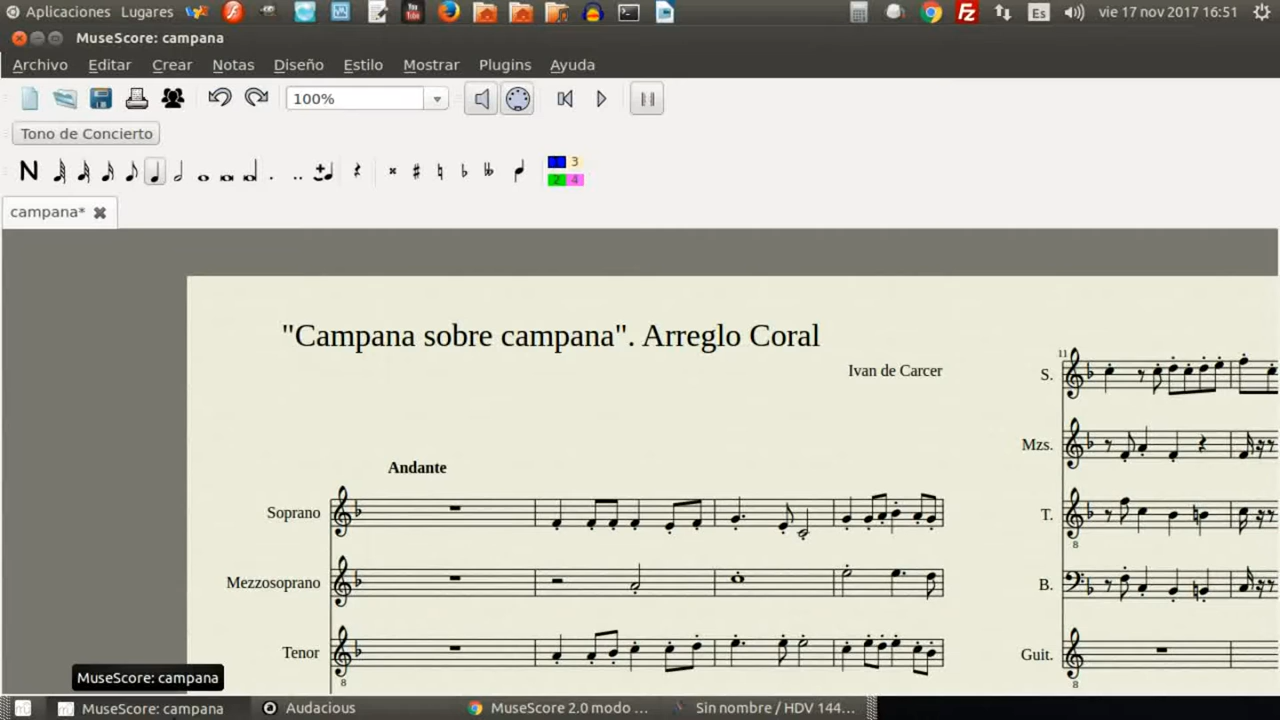 Aplicaciones Lugares Es vie 17 nov 2017 16:51
MuseScore: campana
Archivo Editar Crear Notas Diseño Estilo Mostrar Plugins Ayuda
100%
Tono de Concierto
N 1 3
2 4
campana*
"Campana sobre campana". Arreglo Coral
Ivan de Carcer
Andante
Soprano
Mezzosoprano
Tenor
8
11
S.
Mzs.
T.
8
B.
Guit.
8
MuseScore: campana
MuseScore: campana Audacious MuseScore 2.0 modo ... Sin nombre / HDV 144...